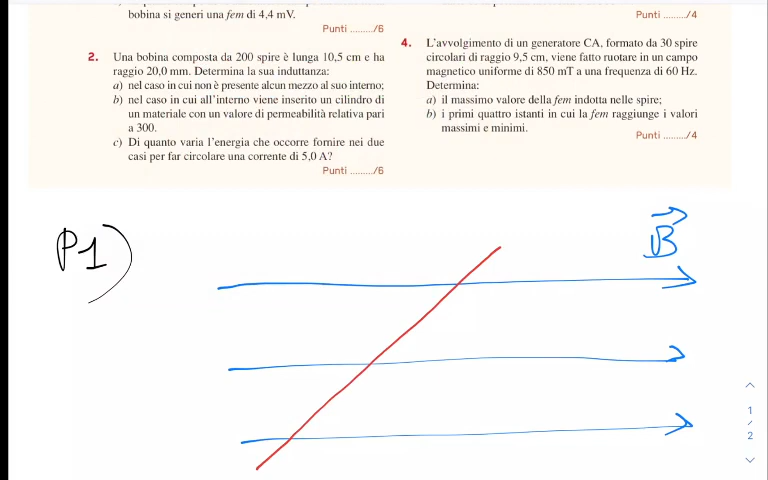 bobina si generi una fem di 4,4 mV.
Punti ........./6
2. Una bobina composta da 200 spire è lunga 10,5 cm e ha
raggio 20,0 mm. Determina la sua induttanza:
a) nel caso in cui non è presente alcun mezzo al suo interno;
b) nel caso in cui all'interno viene inserito un cilindro di
un materiale con un valore di permeabilità relativa pari
a 300.
c) Di quanto varia l'energia che occorre fornire nei due
casi per far circolare una corrente di 5,0 A?
Punti ........./6
Punti ........./4
4. L'avvolgimento di un generatore CA, formato da 30 spire
circolari di raggio 9,5 cm, viene fatto ruotare in un campo
magnetico uniforme di 850 mT a una frequenza di 60 Hz.
Determina:
a) il massimo valore della fem indotta nelle spire;
b) i primi quattro istanti in cui la fem raggiunge i valori
massimi e minimi.
Punti ........./4
P1)
B
1
/
2